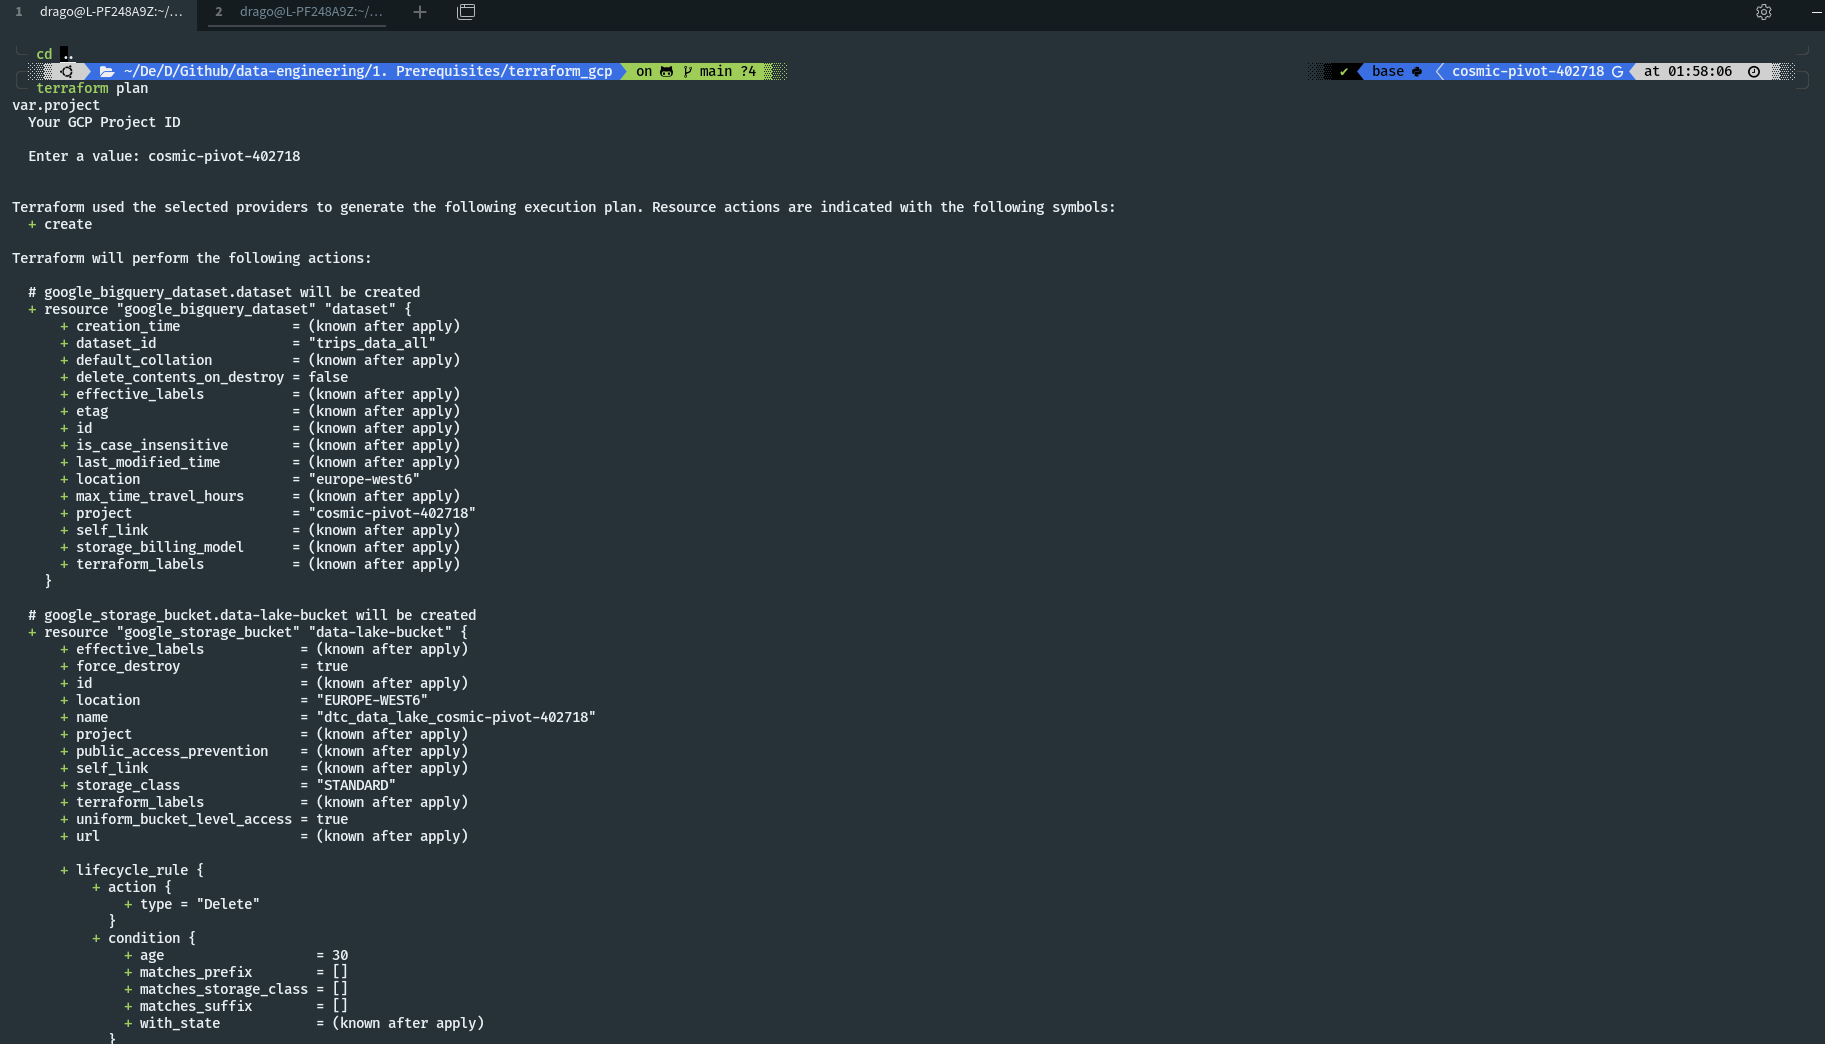 1 drago@L-PF248A9Z:~/... 2 drago@L-PF248A9Z:~/...
cd ..
~/De/D/Github/data-engineering/1. Prerequisites/terraform_gcp on main ?4 ✔ base cosmic-pivot-402718 at 01:58:06
terraform plan
var.project
Your GCP Project ID
Enter a value: cosmic-pivot-402718
Terraform used the selected providers to generate the following execution plan. Resource actions are indicated with the following symbols:
+ create
Terraform will perform the following actions:
# google_bigquery_dataset.dataset will be created
+ resource "google_bigquery_dataset" "dataset" {
+ creation_time = (known after apply)
+ dataset_id = "trips_data_all"
+ default_collation = (known after apply)
+ delete_contents_on_destroy = false
+ effective_labels = (known after apply)
+ etag = (known after apply)
+ id = (known after apply)
+ is_case_insensitive = (known after apply)
+ last_modified_time = (known after apply)
+ location = "europe-west6"
+ max_time_travel_hours = (known after apply)
+ project = "cosmic-pivot-402718"
+ self_link = (known after apply)
+ storage_billing_model = (known after apply)
+ terraform_labels = (known after apply)
}
# google_storage_bucket.data-lake-bucket will be created
+ resource "google_storage_bucket" "data-lake-bucket" {
+ effective_labels = (known after apply)
+ force_destroy = true
+ id = (known after apply)
+ location = "EUROPE-WEST6"
+ name = "dtc_data_lake_cosmic-pivot-402718"
+ project = (known after apply)
+ public_access_prevention = (known after apply)
+ self_link = (known after apply)
+ storage_class = "STANDARD"
+ terraform_labels = (known after apply)
+ uniform_bucket_level_access = true
+ url = (known after apply)
+ lifecycle_rule {
+ action {
+ type = "Delete"
}
+ condition {
+ age = 30
+ matches_prefix = []
+ matches_storage_class = []
+ matches_suffix = []
+ with_state = (known after apply)
}